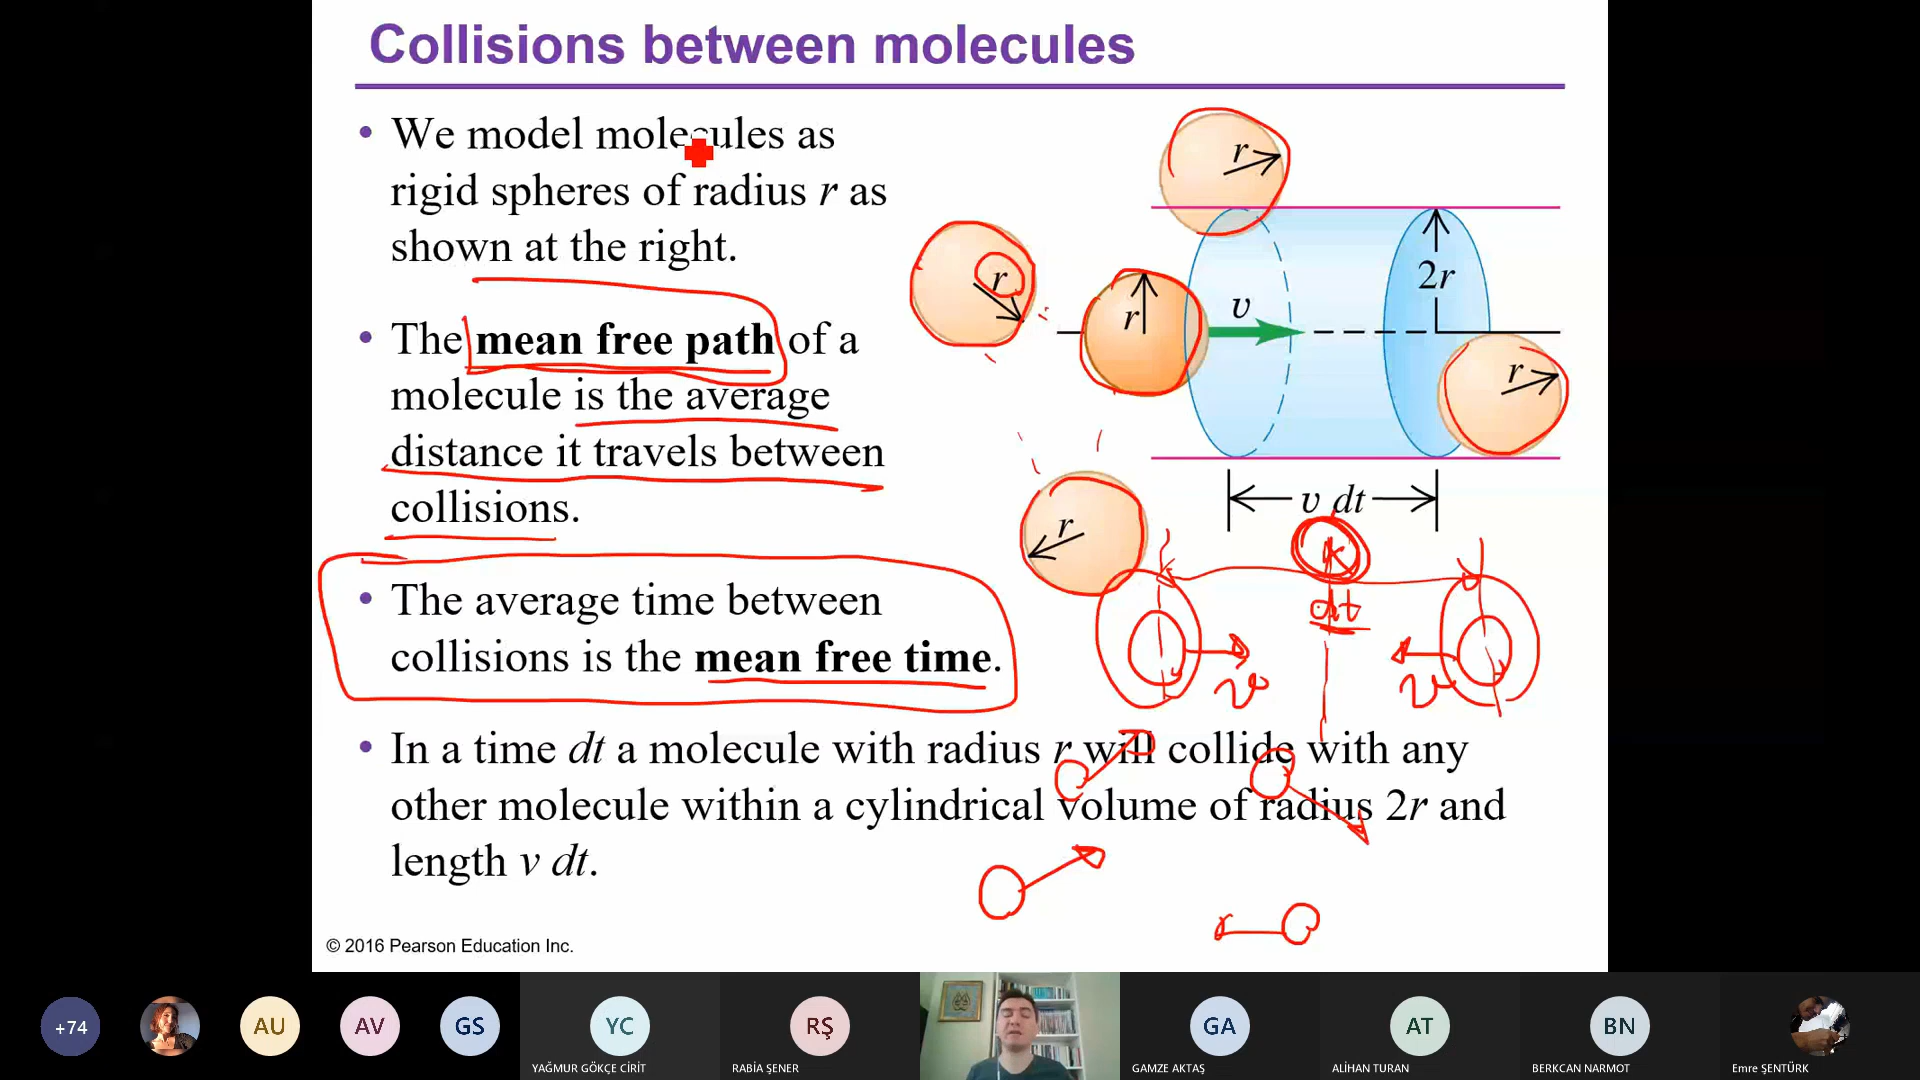 Collisions between molecules
• We model molecules as
rigid spheres of radius r as
shown at the right.
• The mean free path of a
molecule is the average
distance it travels between
collisions.
• The average time between
collisions is the mean free time.
• In a time dt a molecule with radius r will collide with any
other molecule within a cylindrical volume of radius 2r and
length v dt.
r
r
r
v
2r
r
v dt
r
dt
v
v
© 2016 Pearson Education Inc.
+74
AU
AV
GS
YC
YAĞMUR GÖKÇE CİRİT
RŞ
RABİA ŞENER
GA
GAMZE AKTAŞ
AT
ALİHAN TURAN
BN
BERKCAN NARMOT
Emre ŞENTÜRK